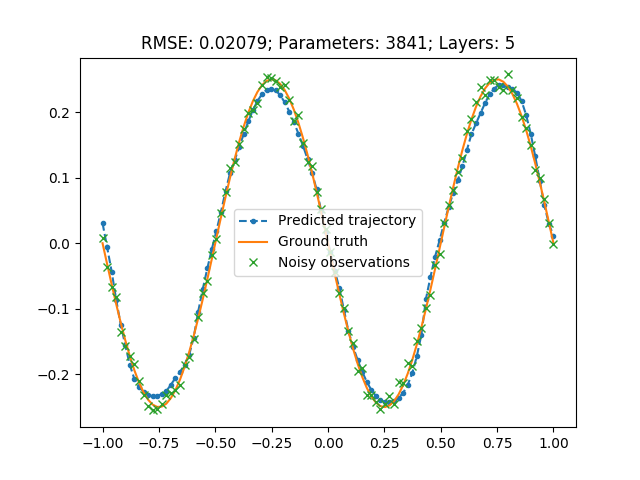 RMSE: 0.02079; Parameters: 3841; Layers: 5
0.2
0.1
0.0
−0.1
−0.2
Predicted trajectory
Ground truth
Noisy observations
−1.00 −0.75 −0.50 −0.25 0.00 0.25 0.50 0.75 1.00